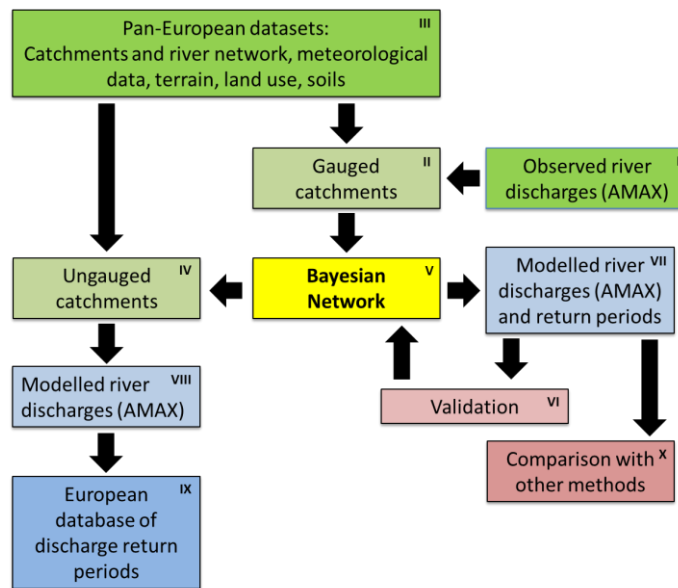 Pan-European datasets: III
Catchments and river network, meteorological
data, terrain, land use, soils
Gauged II
catchments
Observed river
discharges (AMAX)
Ungauged IV
catchments
Bayesian V
Network
Modelled river VII
discharges (AMAX)
and return periods
Modelled river VIII
discharges (AMAX)
Validation VI
European IX
database of
discharge return
periods
Comparison with X
other methods